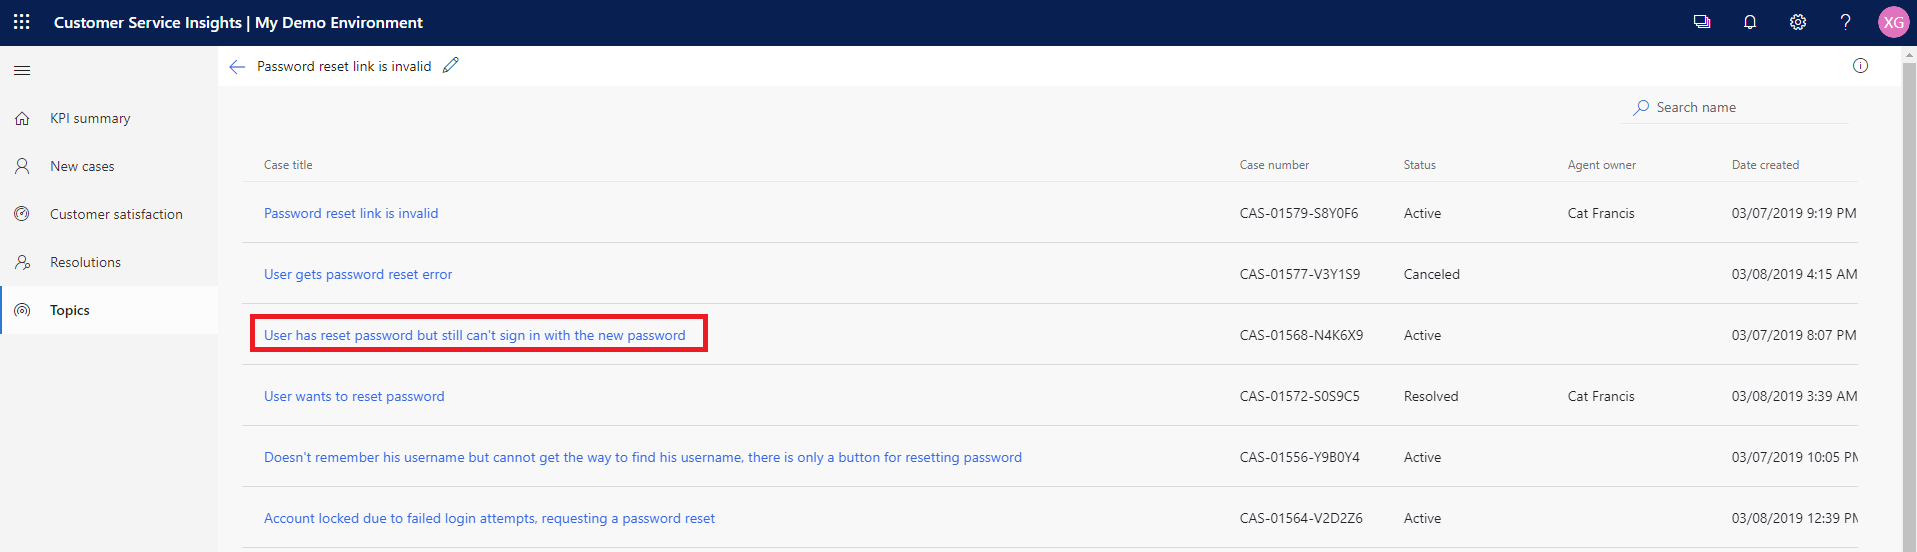 Customer Service Insights | My Demo Environment
XG
Password reset link is invalid
KPI summary
New cases
Customer satisfaction
Resolutions
Topics
Search name
Case title Case number Status Agent owner Date created
Password reset link is invalid CAS-01579-S8Y0F6 Active Cat Francis 03/07/2019 9:19 PM
User gets password reset error CAS-01577-V3Y1S9 Canceled 03/08/2019 4:15 AM
User has reset password but still can't sign in with the new password CAS-01568-N4K6X9 Active 03/07/2019 8:07 PM
User wants to reset password CAS-01572-S0S9C5 Resolved Cat Francis 03/08/2019 3:39 AM
Doesn't remember his username but cannot get the way to find his username, there is only a button for resetting password CAS-01556-Y9B0Y4 Active 03/07/2019 10:05 PM
Account locked due to failed login attempts, requesting a password reset CAS-01564-V2D2Z6 Active 03/08/2019 12:39 PM